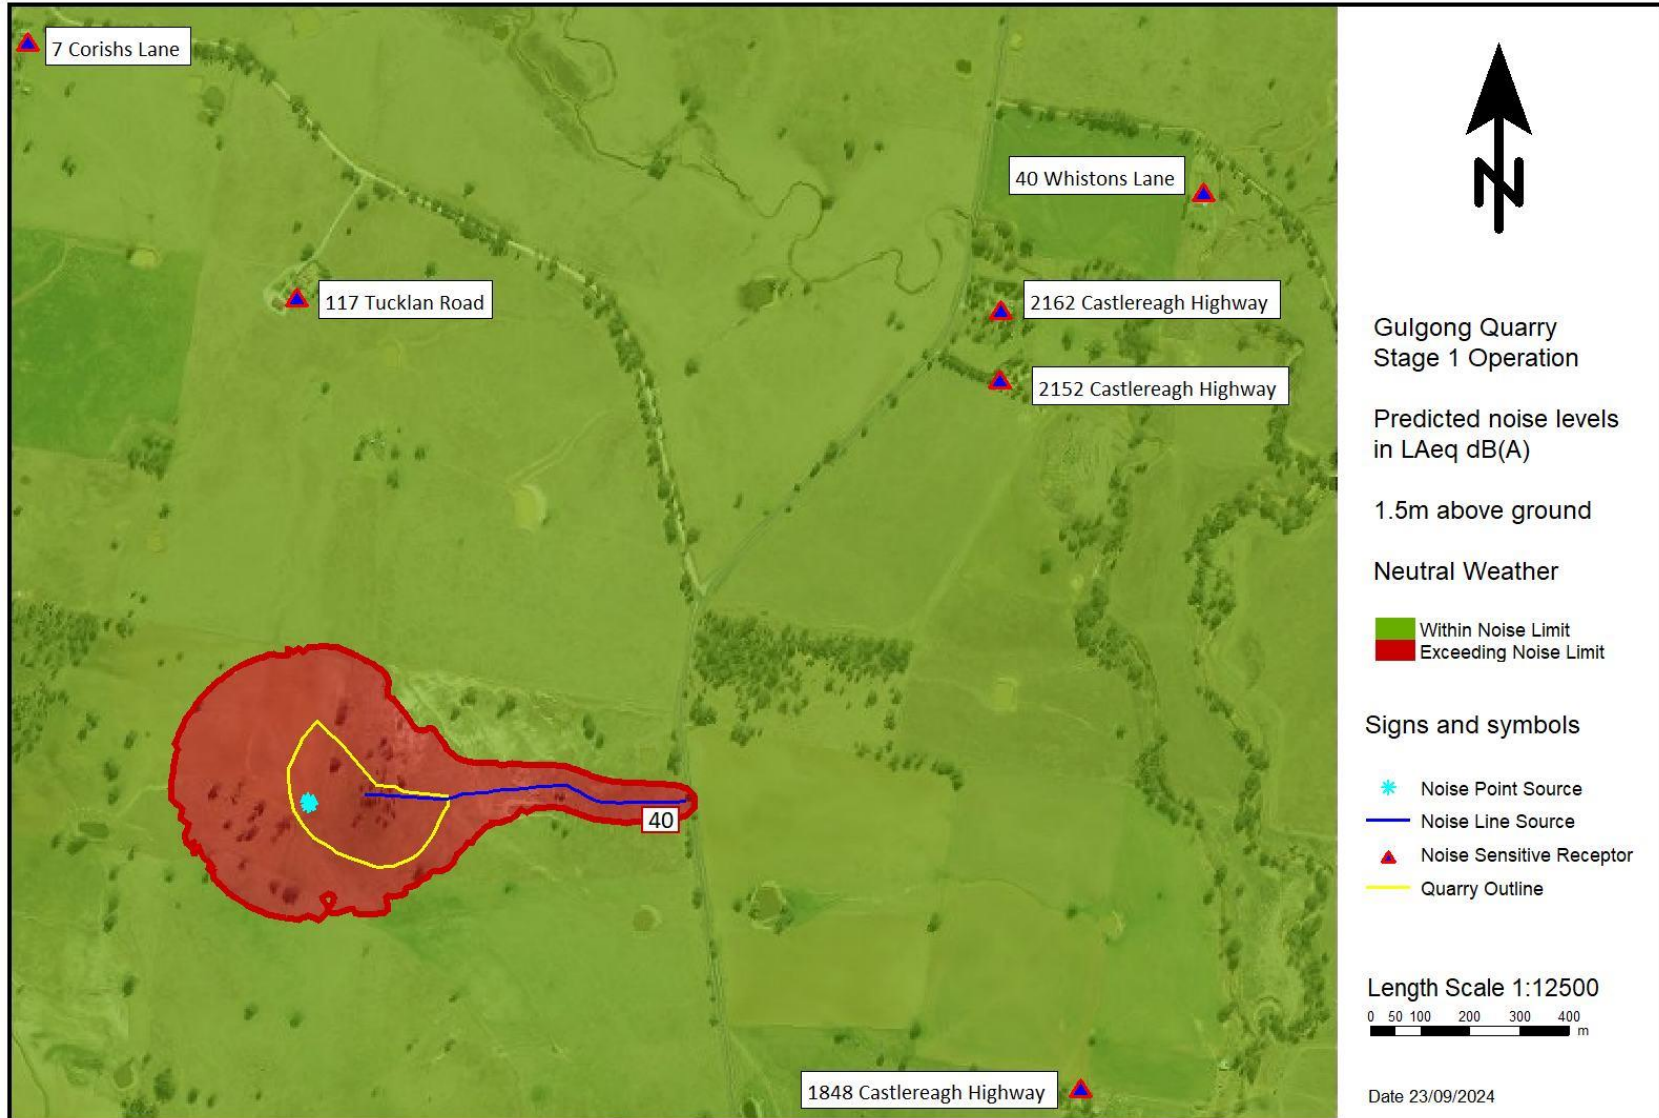 7 Corishs Lane
40 Whistons Lane
117 Tucklan Road
2162 Castlereagh Highway
2152 Castlereagh Highway
40
1848 Castlereagh Highway
N
Gulgong Quarry
Stage 1 Operation
Predicted noise levels
in LAeq dB(A)
1.5m above ground
Neutral Weather
Within Noise Limit
Exceeding Noise Limit
Signs and symbols
Noise Point Source
Noise Line Source
Noise Sensitive Receptor
Quarry Outline
Length Scale 1:12500
0 50 100 200 300 400
m
Date 23/09/2024